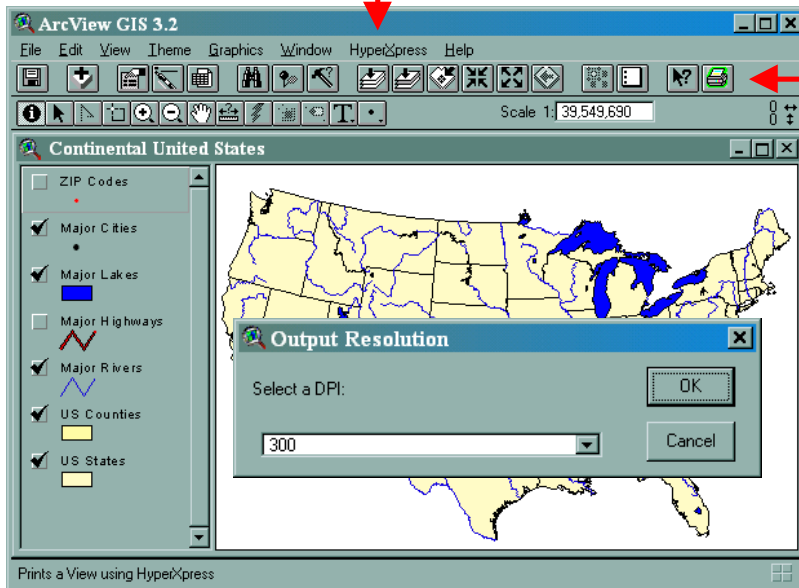 ArcView GIS 3.2
File Edit View Theme Graphics Window HyperXpress Help
Scale 1: 39,549,690
T.
Continental United States
ZIP Codes
Major Cities
Major Lakes
Major Highways
Major Rivers
US Counties
US States
Output Resolution
Select a DPI:
OK
300
Cancel
Prints a View using HyperXpress